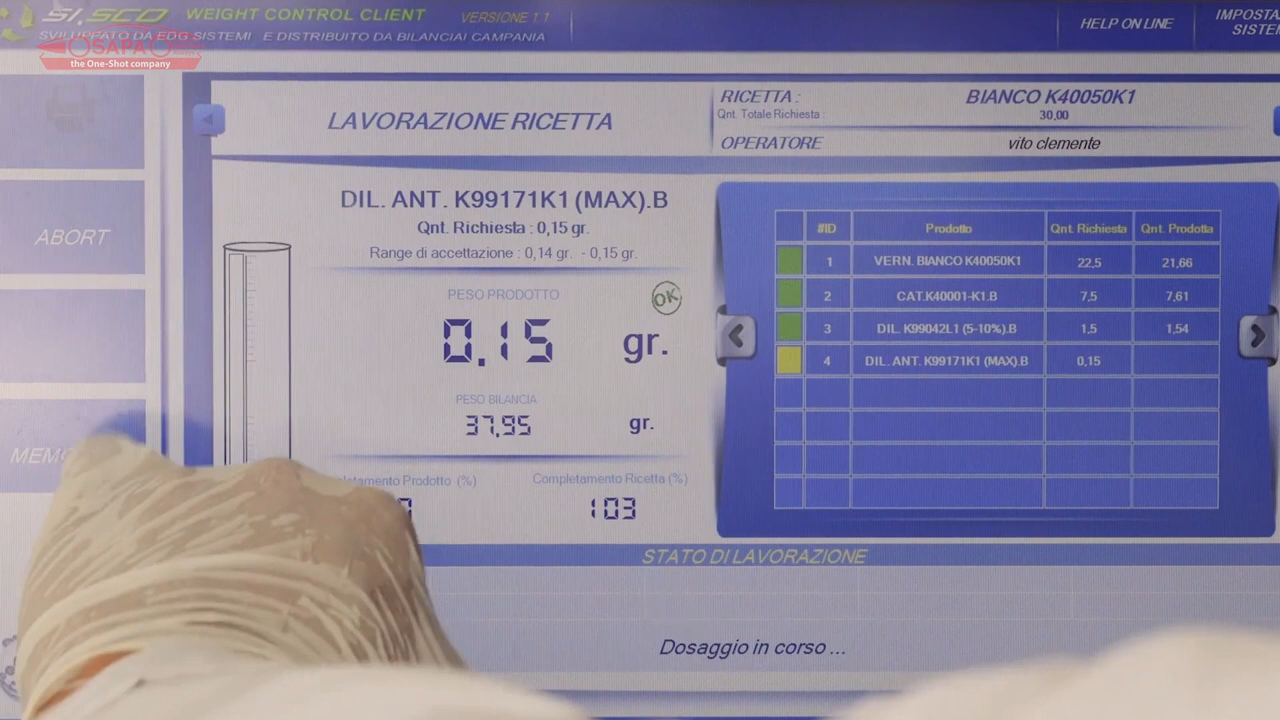 SI.SCO WEIGHT CONTROL CLIENT VERSIONE 1.1
SVILUPPATO DA EDG SISTEMI E DISTRIBUITO DA BILANCIAI CAMPANIA
HELP ON LINE
SAPA
the One-Shot company
LAVORAZIONE RICETTA
RICETTA : BIANCO K40050K1
Qnt. Totale Richiesta : 30,00
OPERATORE vito clemente
ABORT
DIL. ANT. K99171K1 (MAX).B
Qnt. Richiesta : 0,15 gr.
Range di accettazione : 0,14 gr. - 0,15 gr.
PESO PRODOTTO
OK
0,15 gr.
PESO BILANCIA
37,95 gr.
Prodotto (%) Completamento Ricetta (%)
103
#ID Prodotto Qnt. Richiesta Qnt. Prodotta
1 VERN. BIANCO K40050K1 22,5 21,66
2 CAT.K40001-K1.B 7,5 7,61
3 DIL. K99042L1 (5-10%).B 1,5 1,54
4 DIL. ANT. K99171K1 (MAX).B 0,15
STATO DI LAVORAZIONE
Dosaggio in corso ...